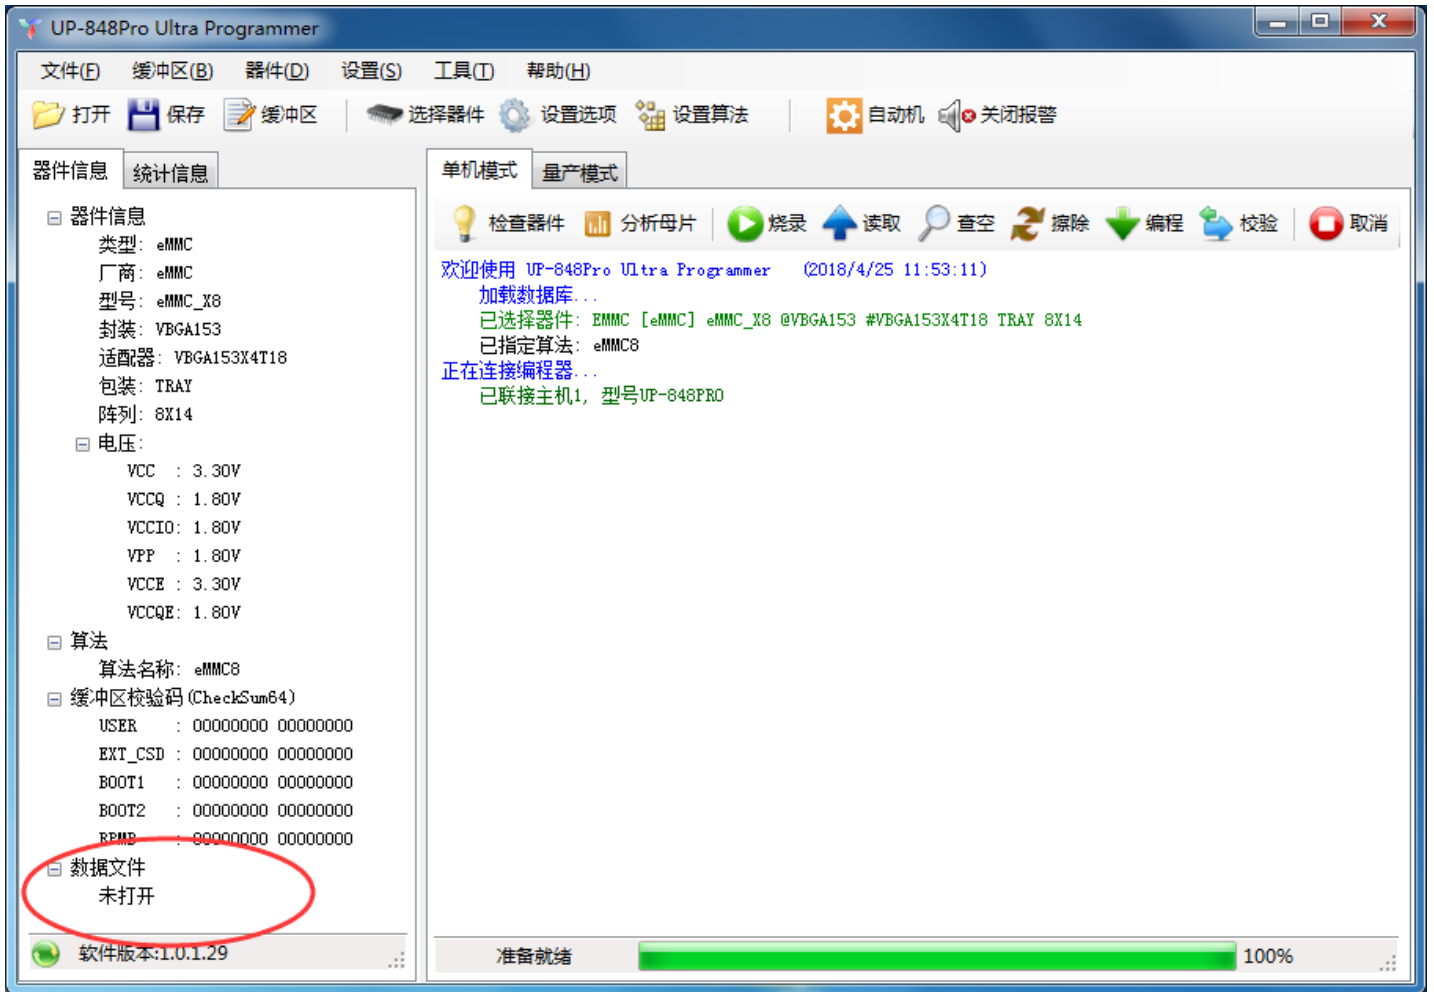 UP-848Pro Ultra Programmer
文件(F) 缓冲区(B) 器件(D) 设置(S) 工具(T) 帮助(H)
打开 保存 缓冲区 选择器件 设置选项 设置算法 自动机 关闭报警
器件信息 统计信息
器件信息
类型: eMMC
厂商: eMMC
型号: eMMC_X8
封装: VBGA153
适配器: VBGA153X4T18
包装: TRAY
阵列: 8X14
电压:
VCC : 3.30V
VCCQ : 1.80V
VCCIO: 1.80V
VPP : 1.80V
VCCE : 3.30V
VCCQE: 1.80V
算法
算法名称: eMMC8
缓冲区校验码(CheckSum64)
USER : 00000000 00000000
EXT_CSD : 00000000 00000000
BOOT1 : 00000000 00000000
BOOT2 : 00000000 00000000
RPMB : 00000000 00000000
数据文件
未打开
软件版本:1.0.1.29
单机模式 量产模式
检查器件 分析母片 烧录 读取 查空 擦除 编程 校验 取消
欢迎使用 UP-848Pro Ultra Programmer (2018/4/25 11:53:11)
加载数据库...
已选择器件: EMMC [eMMC] eMMC_X8 @VBGA153 #VBGA153X4T18 TRAY 8X14
已指定算法: eMMC8
正在连接编程器...
已联接主机1, 型号UP-848PRO
准备就绪 100%